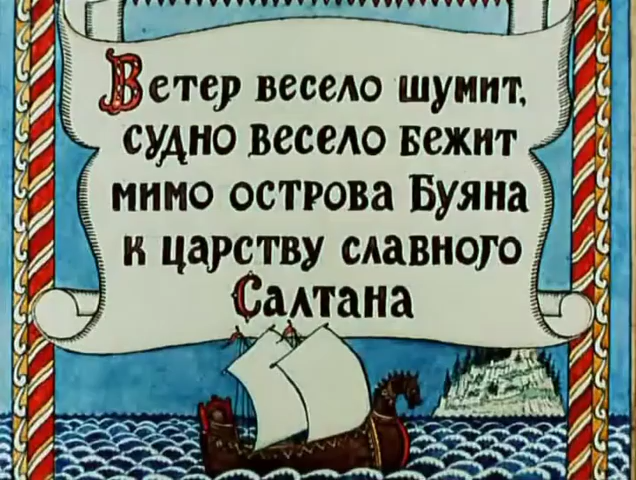 Ветер весело шумит,
судно весело бежит
мимо острова Буяна
к царству славного
Салтана